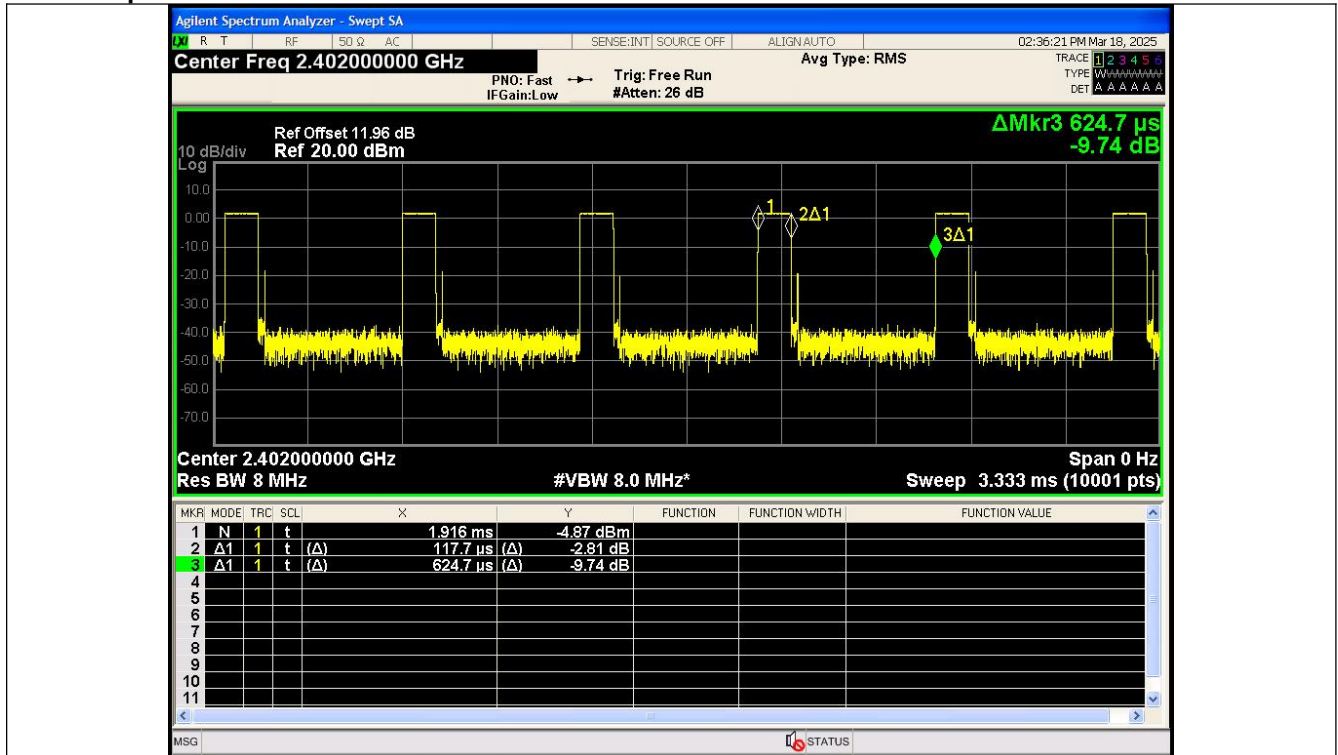 Agilent Spectrum Analyzer - Swept SA
LXI R T RF 50 Ω AC SENSE:INT SOURCE OFF ALIGN AUTO 02:36:21 PM Mar 18, 2025
Center Freq 2.402000000 GHz Avg Type: RMS TRACE 1 2 3 4 5 6
PNO: Fast Trig: Free Run TYPE WWWWWW
IFGain:Low #Atten: 26 dB DET A A A A A A
ΔMkr3 624.7 µs
Ref Offset 11.96 dB
10 dB/div Ref 20.00 dBm -9.74 dB
Log
10.0
0.00
-10.0
-20.0
-30.0
-40.0
-50.0
-60.0
-70.0
1
2Δ1
3Δ1
Center 2.402000000 GHz Span 0 Hz
Res BW 8 MHz #VBW 8.0 MHz* Sweep 3.333 ms (10001 pts)
MKR MODE TRC SCL X Y FUNCTION FUNCTION WIDTH FUNCTION VALUE
1 N 1 t 1.916 ms -4.87 dBm
2 Δ1 1 t (Δ) 117.7 µs (Δ) -2.81 dB
3 Δ1 1 t (Δ) 624.7 µs (Δ) -9.74 dB
4
5
6
7
8
9
10
11
MSG STATUS